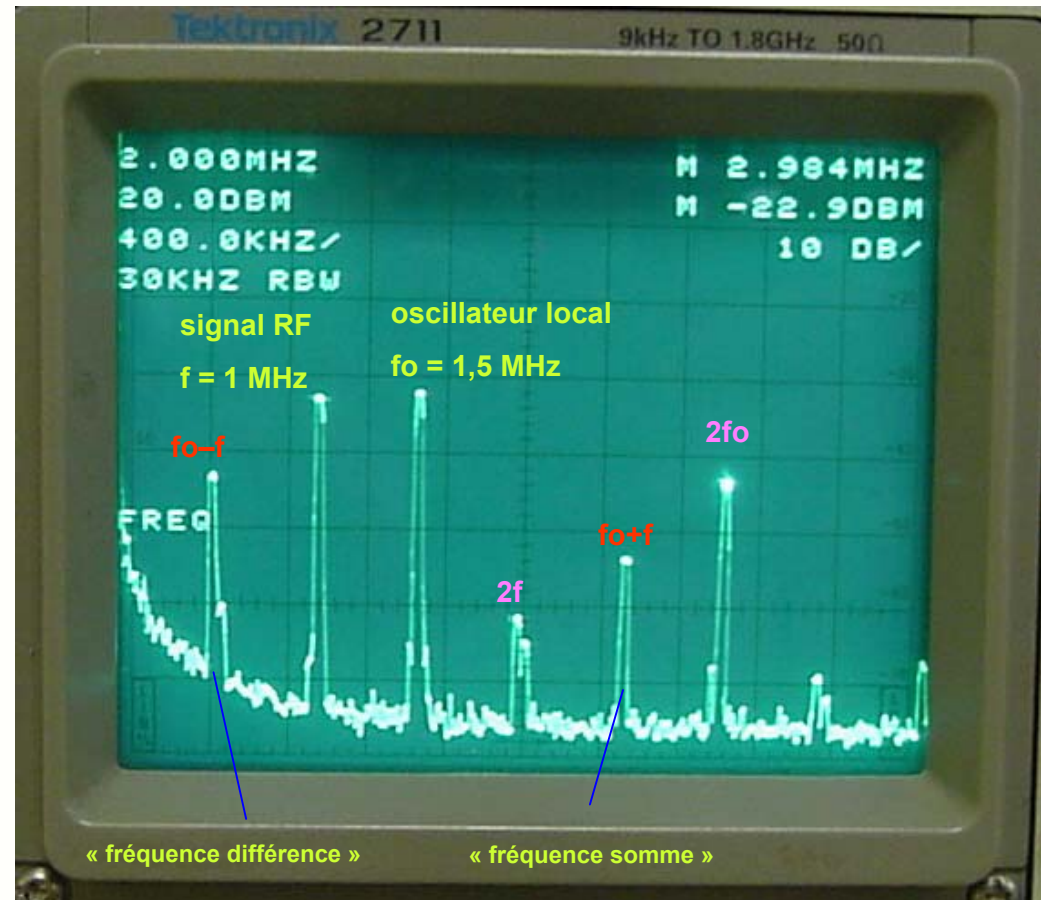 Tektronix 2711 9kHz TO 1.8GHz 50Ω
2.000MHZ
20.0DBM
400.0KHZ/
30KHZ RBW
M 2.984MHZ
M -22.9DBM
10 DB/
signal RF
f = 1 MHz
oscillateur local
fo = 1,5 MHz
fo–f
2fo
FREQ
fo+f
2f
« fréquence différence »
« fréquence somme »